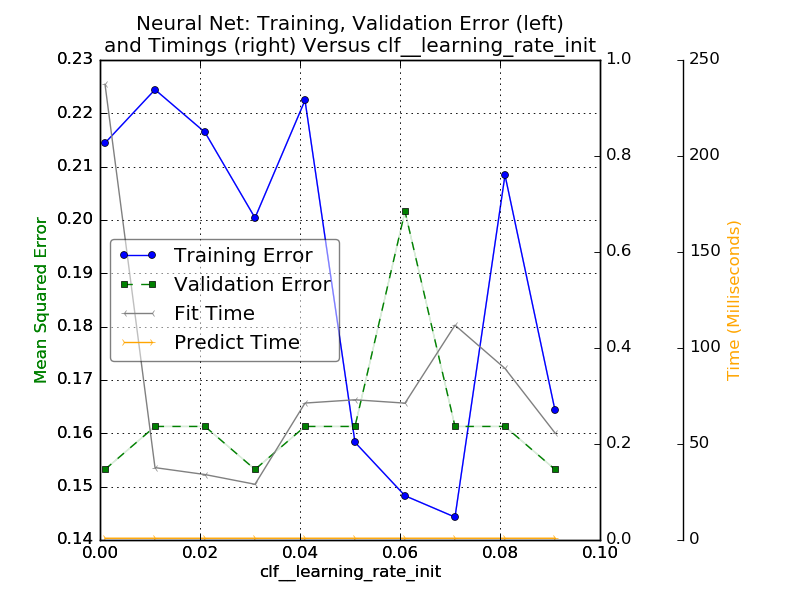 Neural Net: Training, Validation Error (left)
and Timings (right) Versus clf__learning_rate_init
0.23
0.22
0.21
0.20
0.19
0.18
0.17
0.16
0.15
0.14
Mean Squared Error
Training Error
Validation Error
Fit Time
Predict Time
0.00 0.02 0.04 0.06 0.08 0.10
clf__learning_rate_init
1.0
0.8
0.6
0.4
0.2
0.0
250
200
150
100
50
0
Time (Milliseconds)